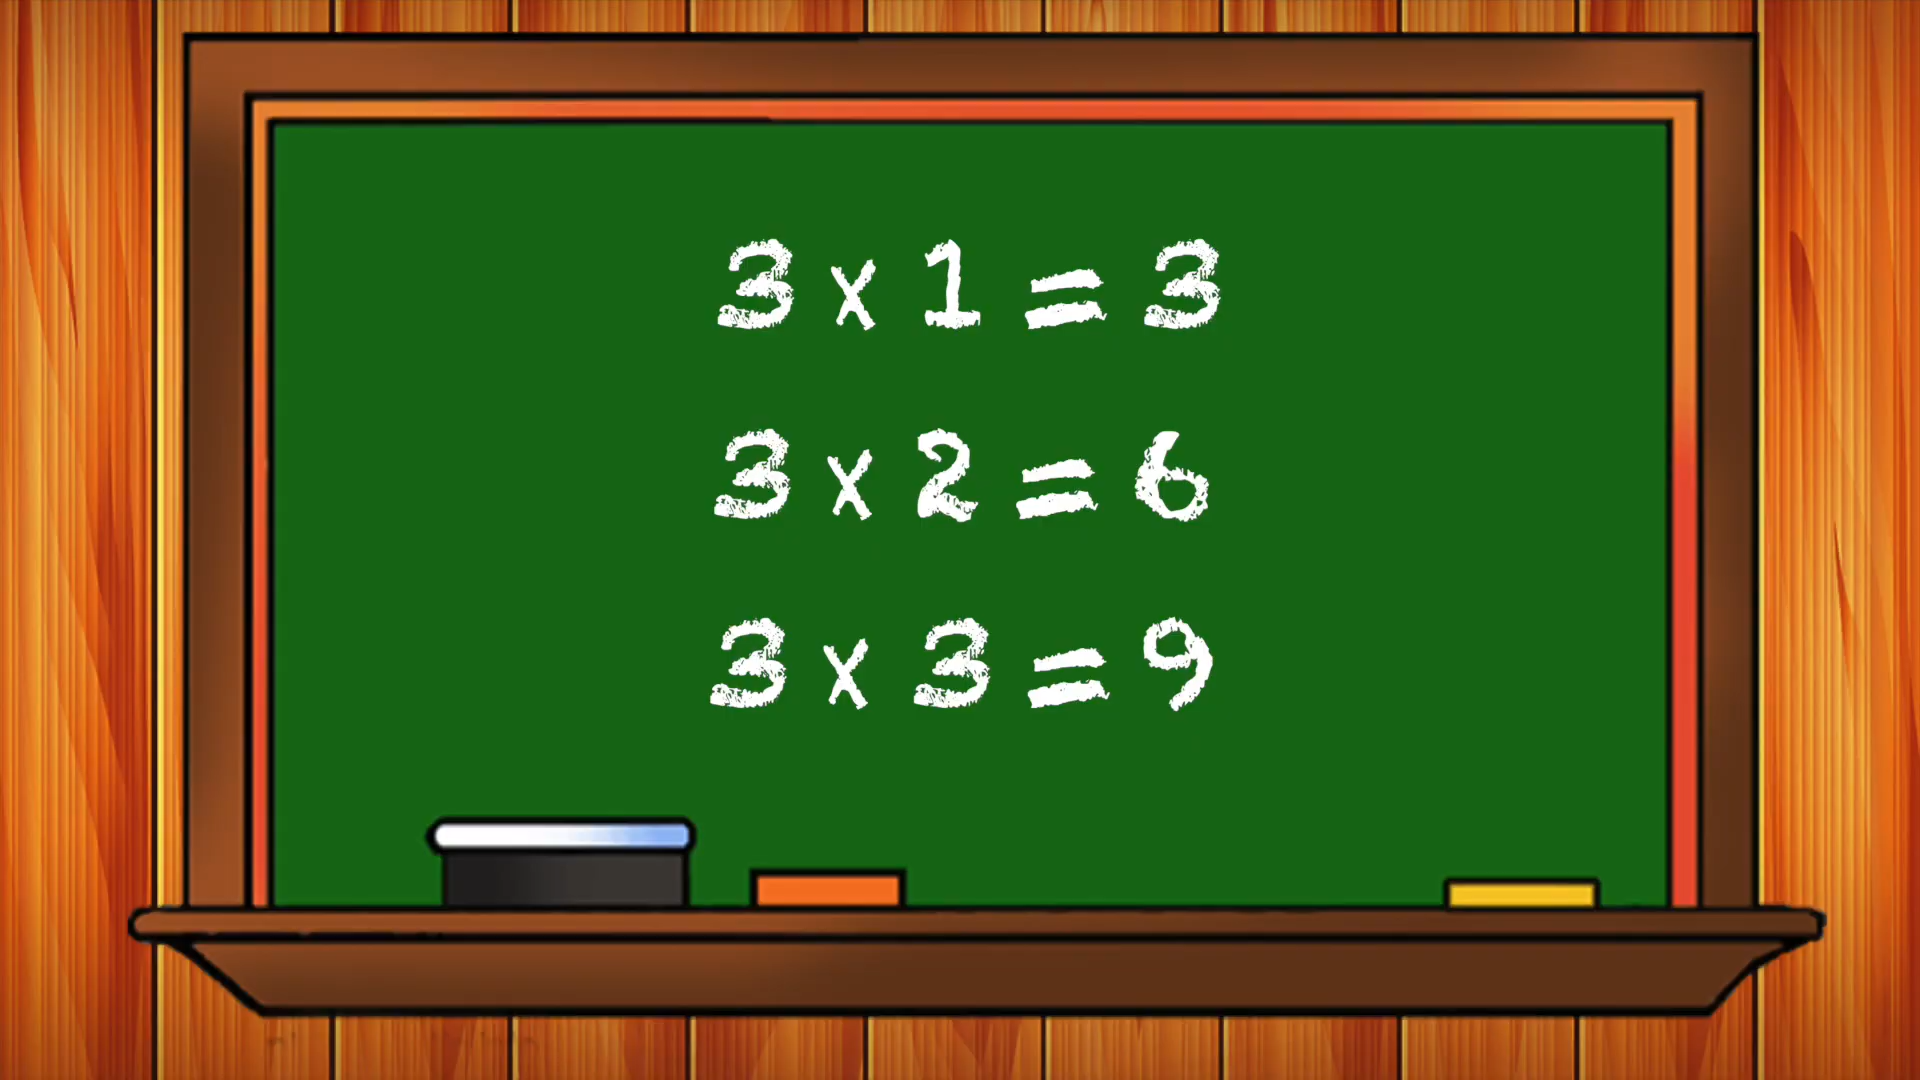 3 x 1 = 3
3 x 2 = 6
3 x 3 = 9